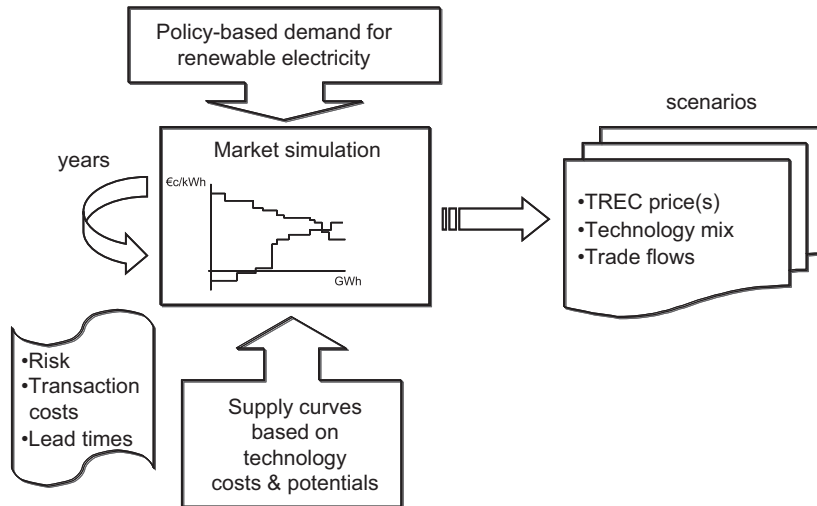 Policy-based demand for
renewable electricity
scenarios
years
Market simulation
€c/kWh
GWh
•TREC price(s)
•Technology mix
•Trade flows
•Risk
•Transaction
costs
•Lead times
Supply curves
based on
technology
costs & potentials